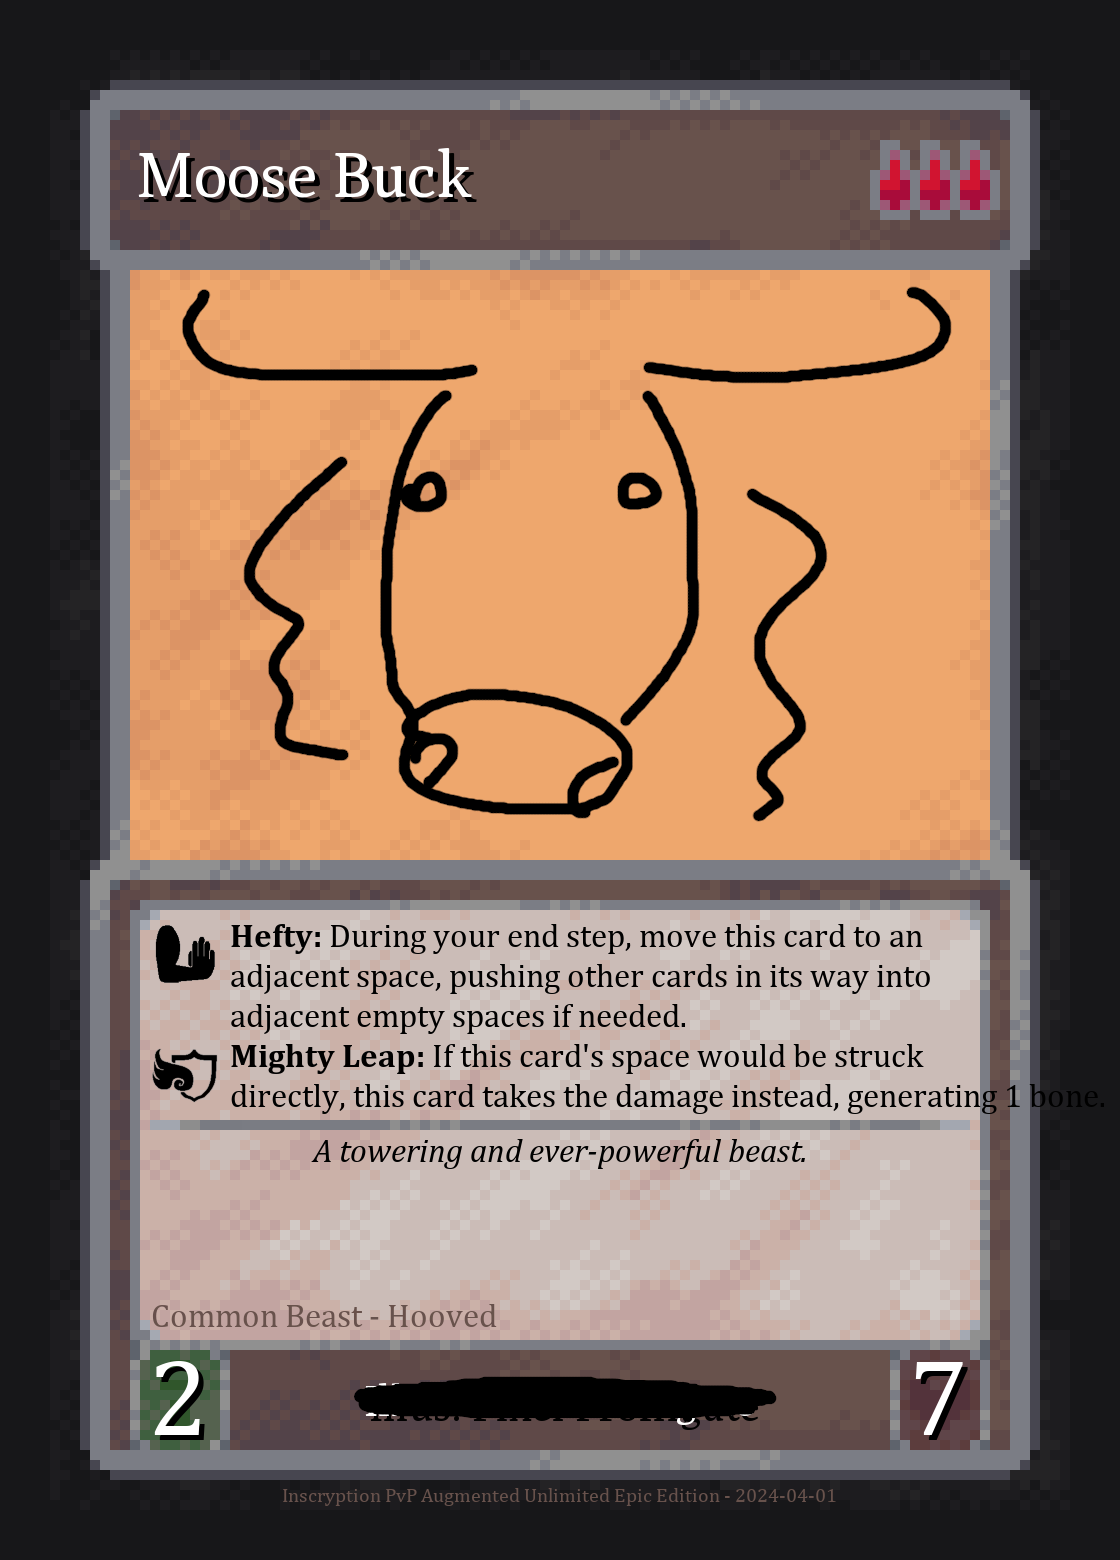 Moose Buck
Hefty: During your end step, move this card to an
adjacent space, pushing other cards in its way into
adjacent empty spaces if needed.
Mighty Leap: If this card's space would be struck
directly, this card takes the damage instead, generating 1 bone.
A towering and ever-powerful beast.
Common Beast - Hooved
2
7
Inscryption PvP Augmented Unlimited Epic Edition - 2024-04-01